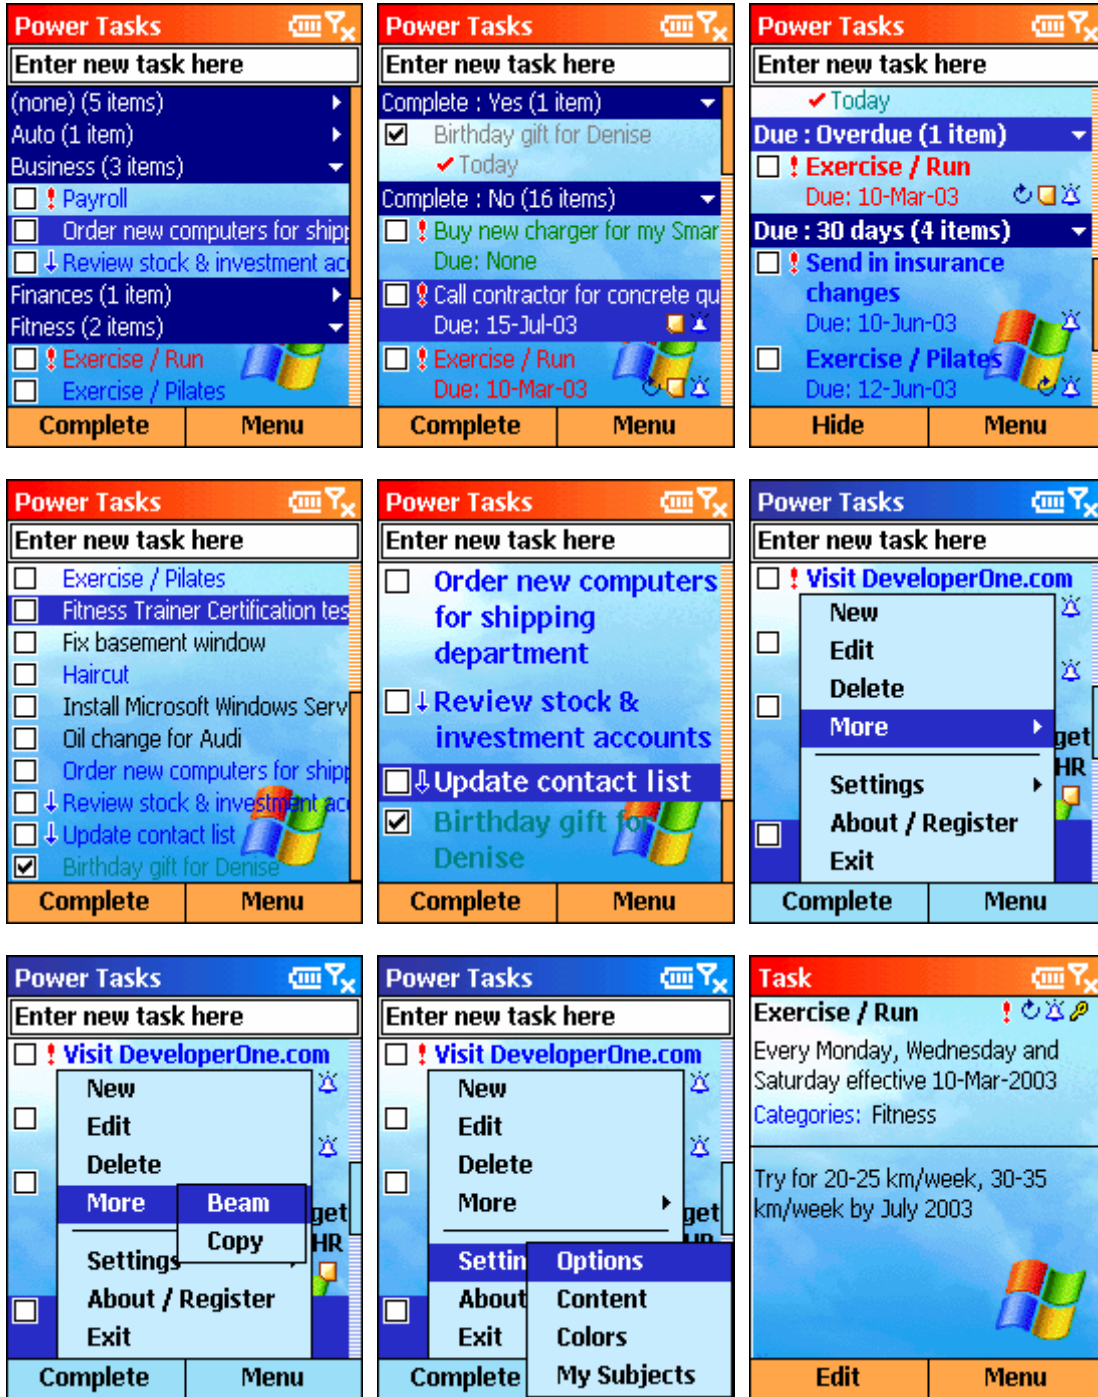 Power Tasks
Enter new task here
(none) (5 items)
Auto (1 item)
Business (3 items)
Payroll
Order new computers for shipp
Review stock & investment acc
Finances (1 item)
Fitness (2 items)
Exercise / Run
Exercise / Pilates
Complete Menu
Power Tasks
Enter new task here
Complete : Yes (1 item)
Birthday gift for Denise
Today
Complete : No (16 items)
Buy new charger for my Smar
Due: None
Call contractor for concrete qu
Due: 15-Jul-03
Exercise / Run
Due: 10-Mar-03
Complete Menu
Power Tasks
Enter new task here
Today
Due : Overdue (1 item)
Exercise / Run
Due: 10-Mar-03
Due : 30 days (4 items)
Send in insurance
changes
Due: 10-Jun-03
Exercise / Pilates
Due: 12-Jun-03
Hide Menu
Power Tasks
Enter new task here
Exercise / Pilates
Fitness Trainer Certification tes
Fix basement window
Haircut
Install Microsoft Windows Serv
Oil change for Audi
Order new computers for shipp
Review stock & investment acc
Update contact list
Birthday gift for Denise
Complete Menu
Power Tasks
Enter new task here
Order new computers
for shipping
department
Review stock &
investment accounts
Update contact list
Birthday gift for
Denise
Complete Menu
Power Tasks
Enter new task here
Visit DeveloperOne.com
New
Edit
Delete
More
get
HR
Settings
About / Register
Exit
Complete Menu
Power Tasks
Enter new task here
Visit DeveloperOne.com
New
Edit
Delete
More Beam
get
Copy
HR
Settings
About / Register
Exit
Complete Menu
Power Tasks
Enter new task here
Visit DeveloperOne.com
New
Edit
Delete
More
get
Settin Options
About Content
Exit Colors
Complete My Subjects
Task
Exercise / Run
Every Monday, Wednesday and
Saturday effective 10-Mar-2003
Categories: Fitness
Try for 20-25 km/week, 30-35
km/week by July 2003
Edit Menu